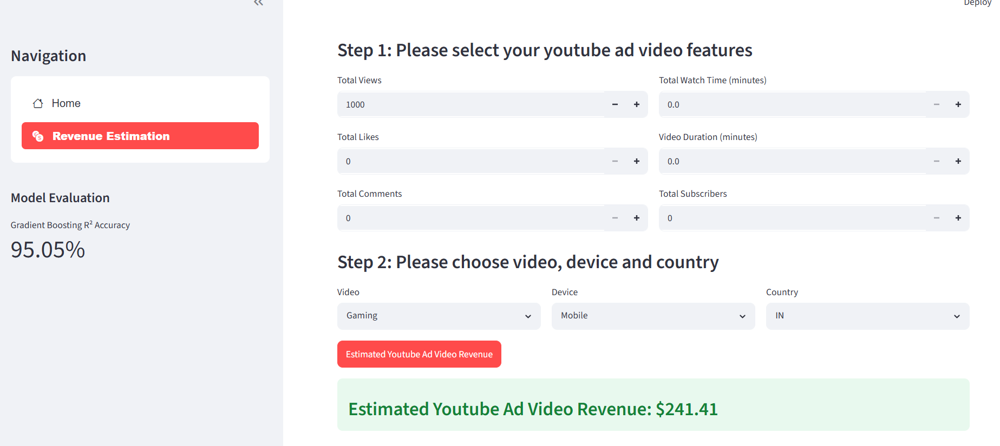 Deploy
Navigation
Home
Revenue Estimation
Model Evaluation
Gradient Boosting R² Accuracy
95.05%
Step 1: Please select your youtube ad video features
Total Views
Total Watch Time (minutes)
1000
0.0
Total Likes
Video Duration (minutes)
0
0.0
Total Comments
Total Subscribers
0
0
Step 2: Please choose video, device and country
Video
Device
Country
Gaming
Mobile
IN
Estimated Youtube Ad Video Revenue
Estimated Youtube Ad Video Revenue: $241.41